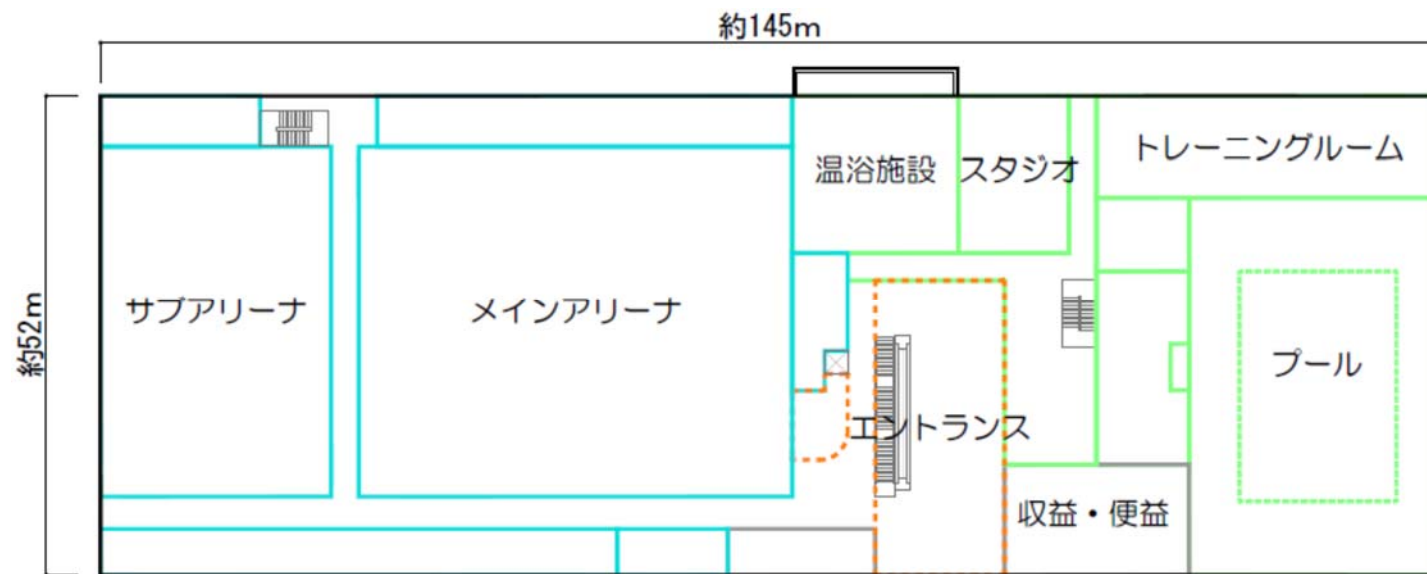 約145m
温浴施設
スタジオ
トレーニングルーム
サブアリーナ
メインアリーナ
約52m
プール
エントランス
収益・便益